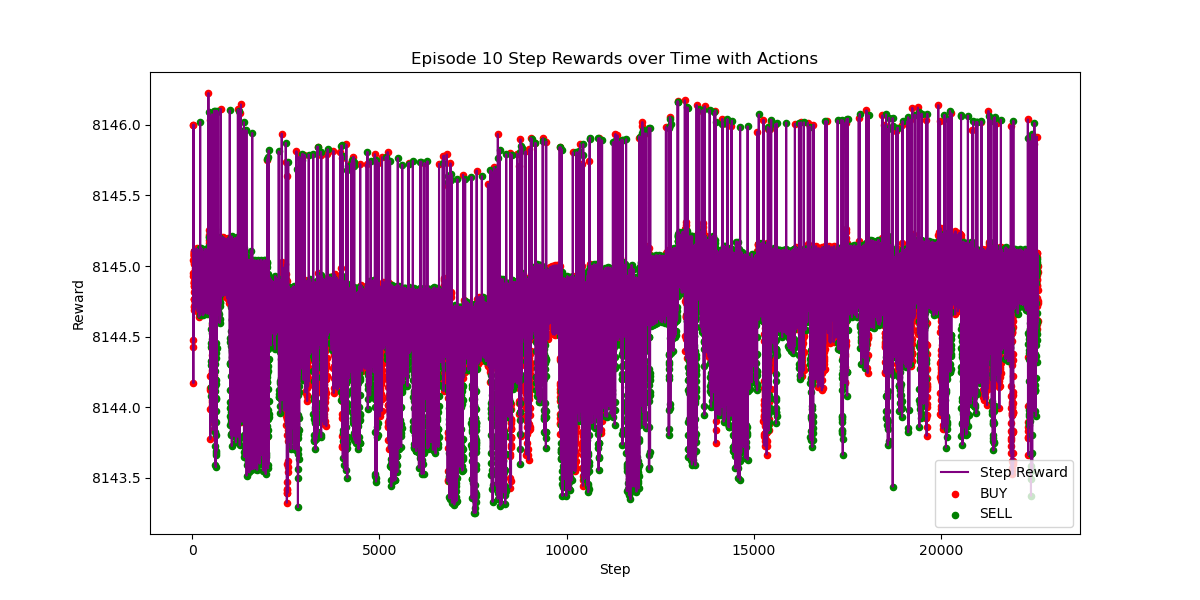 Episode 10 Step Rewards over Time with Actions
8146.0
8145.5
8145.0
8144.5
8144.0
8143.5
Reward
Step Reward
BUY
SELL
0
5000
10000
15000
20000
Step